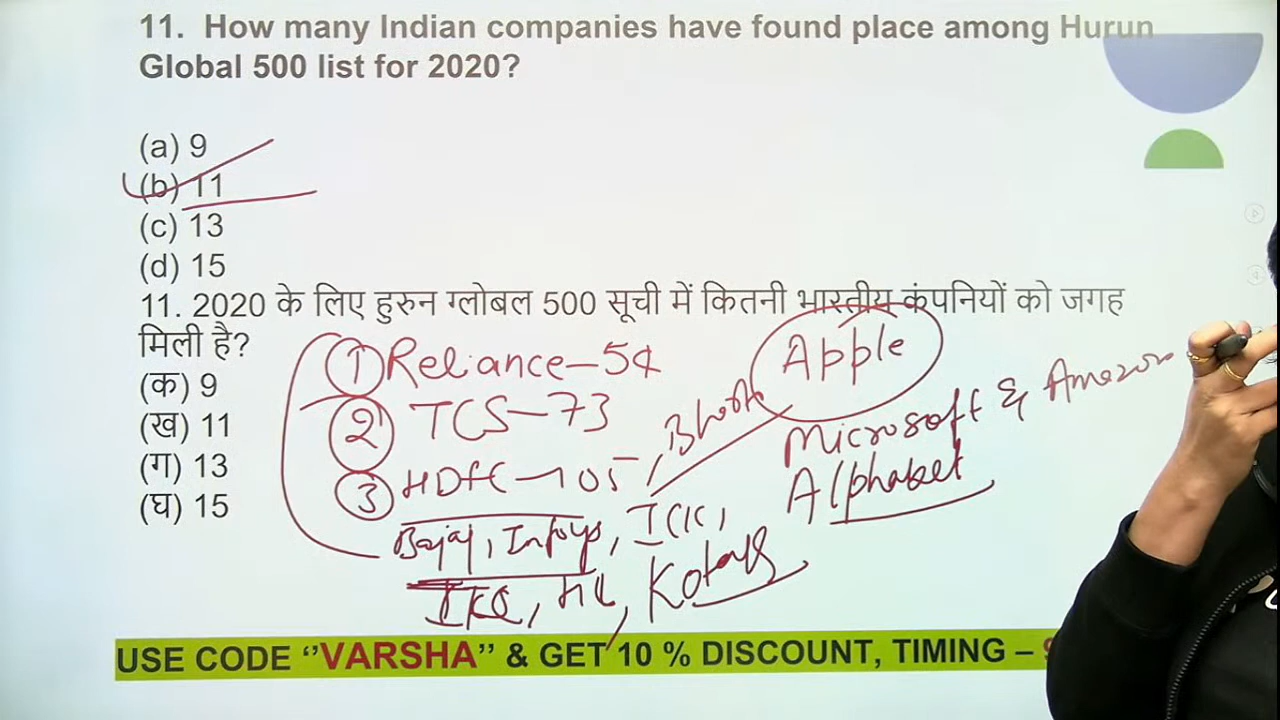 11. How many Indian companies have found place among Hurun
Global 500 list for 2020?
(a) 9
(b) 11
(c) 13
(d) 15
11. 2020 के लिए हुरुन ग्लोबल 500 सूची में कितनी भारतीय कंपनियों को जगह
मिली है?
(क) 9
(ख) 11
(ग) 13
(घ) 15
① Reliance-54
② TCS-73
③ HDFC-105,
Bajaj, Infoys, ICICI,
Kotak
Apple
Microsoft & Amazon
Alphabet
USE CODE “VARSHA” & GET 10 % DISCOUNT, TIMING –